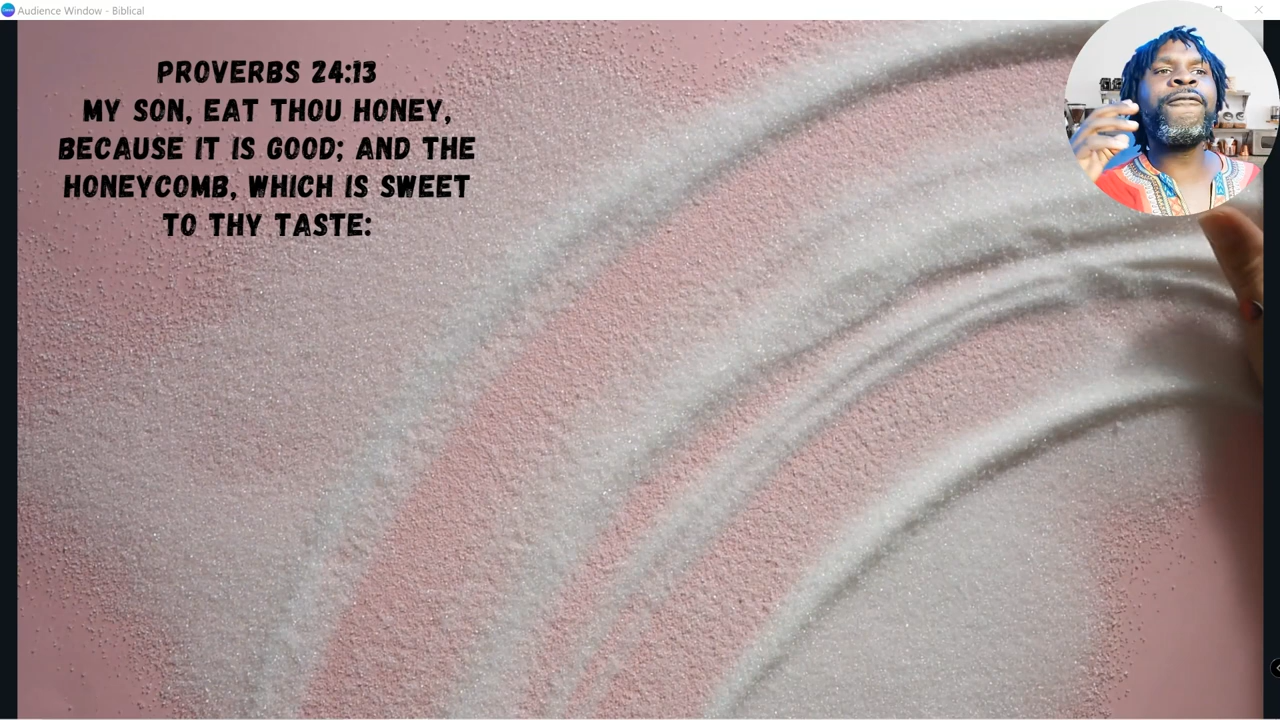 Audience Window - Biblical
PROVERBS 24:13
MY SON, EAT THOU HONEY,
BECAUSE IT IS GOOD; AND THE
HONEYCOMB, WHICH IS SWEET
TO THY TASTE: